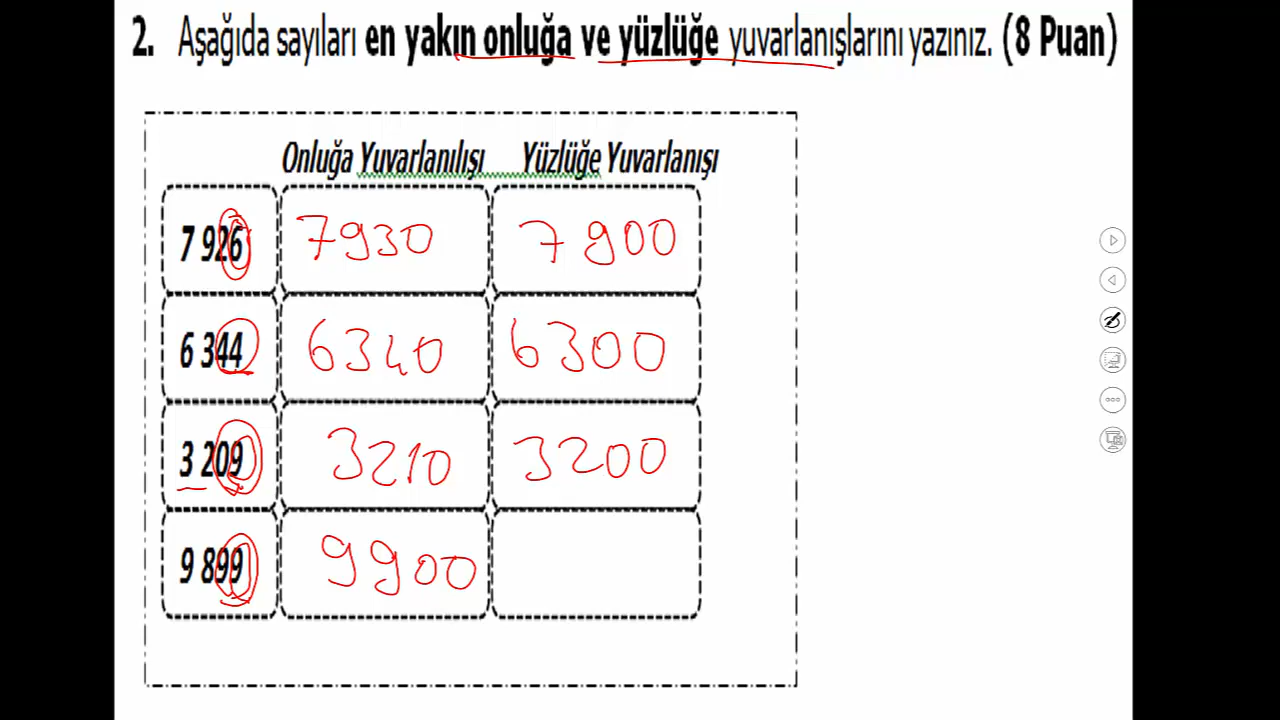 2. Aşağıda sayıları en yakın onluğa ve yüzlüğe yuvarlanışlarını yazınız. (8 Puan)
Onluğa Yuvarlanılışı Yüzlüğe Yuvarlanışı
7 926 7930 7900
6 344 6340 6300
3 209 3210 3200
9 899 9900